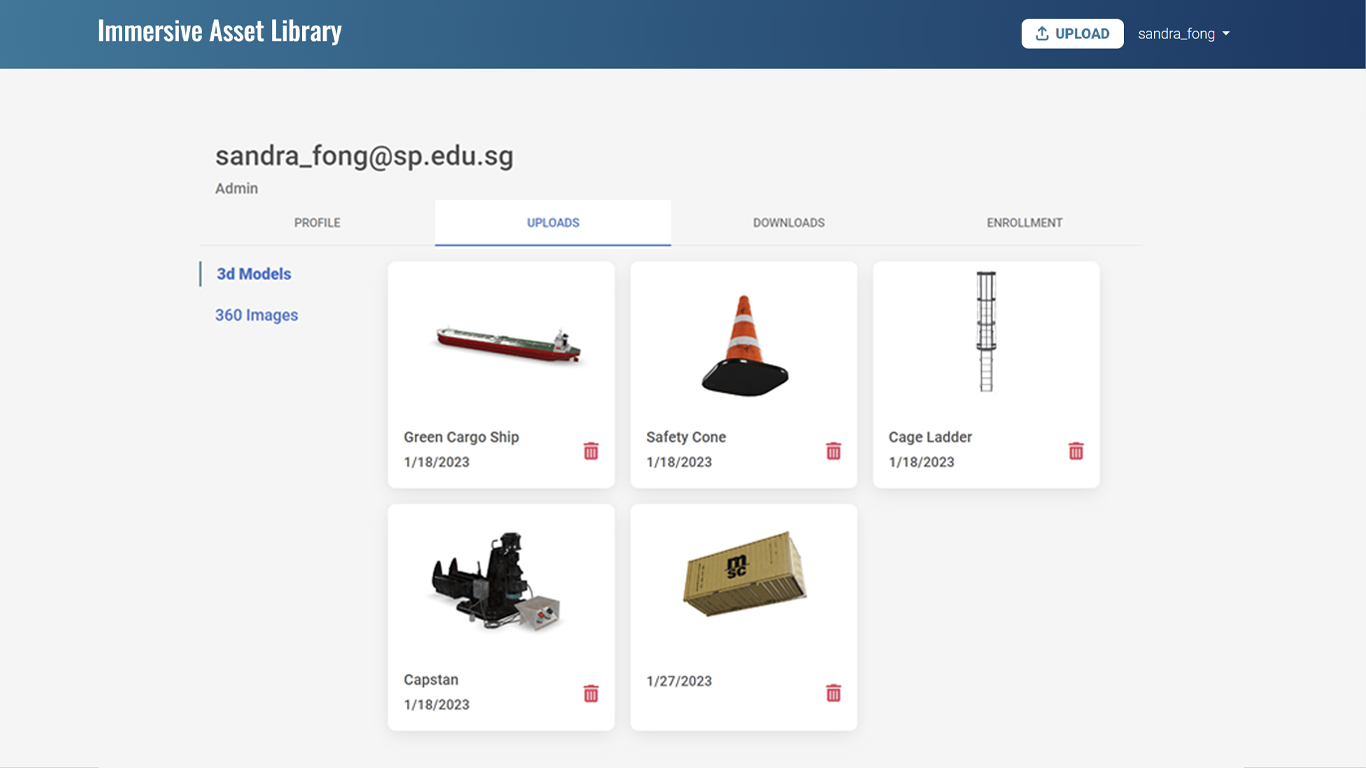 Immersive Asset Library
UPLOAD
sandra_fong
sandra_fong@sp.edu.sg
Admin
PROFILE
UPLOADS
DOWNLOADS
ENROLLMENT
3d Models
360 Images
Green Cargo Ship
1/18/2023
Safety Cone
1/18/2023
Cage Ladder
1/18/2023
Capstan
1/18/2023
m
sc
1/27/2023